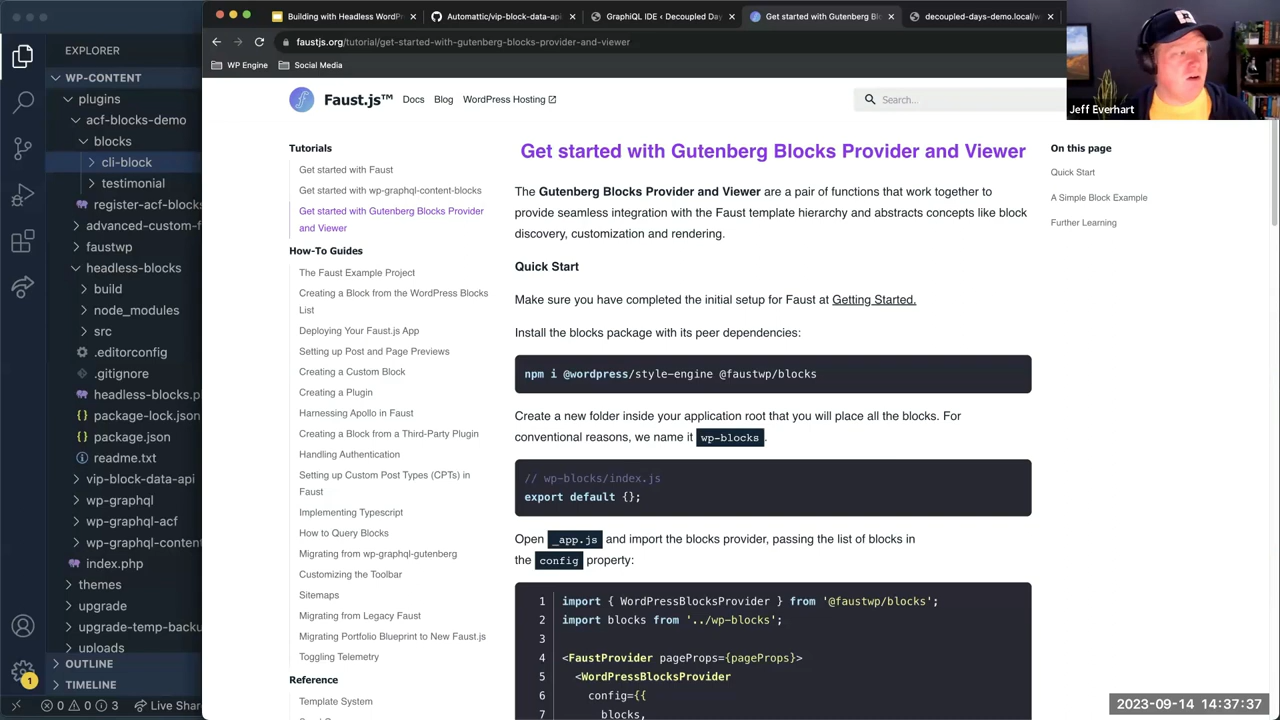 Building with Headless WordPr
Automattic/vip-block-data-api
GraphiQL IDE ‹ Decoupled Day
Get started with Gutenberg Blo
decoupled-days-demo.local/w
faustjs.org/tutorial/get-started-with-gutenberg-blocks-provider-and-viewer
WP Engine
Social Media
Jeff Everhart
EXPLORER
WP-CONTENT
plugins
acf-blocks-demo
blocks
cli-block
testimonial
register-acf-blocks
advanced-custom-f
faustwp
headless-blocks
build
node_modules
src
.editorconfig
.gitignore
headless-blocks.p
package-lock.json
package.json
readme.txt
vip-block-data-api
wp-graphql
wp-graphql-acf
wp-graphql-content
index.php
themes
upgrade
upgrade-temp-back
uploads
OUTLINE
TIMELINE
1
0 0 3 Live Shar
Faust.js™ Docs Blog WordPress Hosting
Search...
Tutorials
Get started with Faust
Get started with wp-graphql-content-blocks
Get started with Gutenberg Blocks Provider
and Viewer
How-To Guides
The Faust Example Project
Creating a Block from the WordPress Blocks
List
Deploying Your Faust.js App
Setting up Post and Page Previews
Creating a Custom Block
Creating a Plugin
Harnessing Apollo in Faust
Creating a Block from a Third-Party Plugin
Handling Authentication
Setting up Custom Post Types (CPTs) in
Faust
Implementing Typescript
How to Query Blocks
Migrating from wp-graphql-gutenberg
Customizing the Toolbar
Sitemaps
Migrating from Legacy Faust
Migrating Portfolio Blueprint to New Faust.js
Toggling Telemetry
Reference
Template System
Get started with Gutenberg Blocks Provider and Viewer
The Gutenberg Blocks Provider and Viewer are a pair of functions that work together to
provide seamless integration with the Faust template hierarchy and abstracts concepts like block
discovery, customization and rendering.
Quick Start
Make sure you have completed the initial setup for Faust at Getting Started.
Install the blocks package with its peer dependencies:
npm i @wordpress/style-engine @faustwp/blocks
Create a new folder inside your application root that you will place all the blocks. For
conventional reasons, we name it wp-blocks.
// wp-blocks/index.js
export default {};
Open _app.js and import the blocks provider, passing the list of blocks in
the config property:
1 import { WordPressBlocksProvider } from '@faustwp/blocks';
2 import blocks from '../wp-blocks';
3
4 <FaustProvider pageProps={pageProps}>
5 <WordPressBlocksProvider
6 config={{
7 blocks,
On this page
Quick Start
A Simple Block Example
Further Learning
2023-09-14 14:37:37